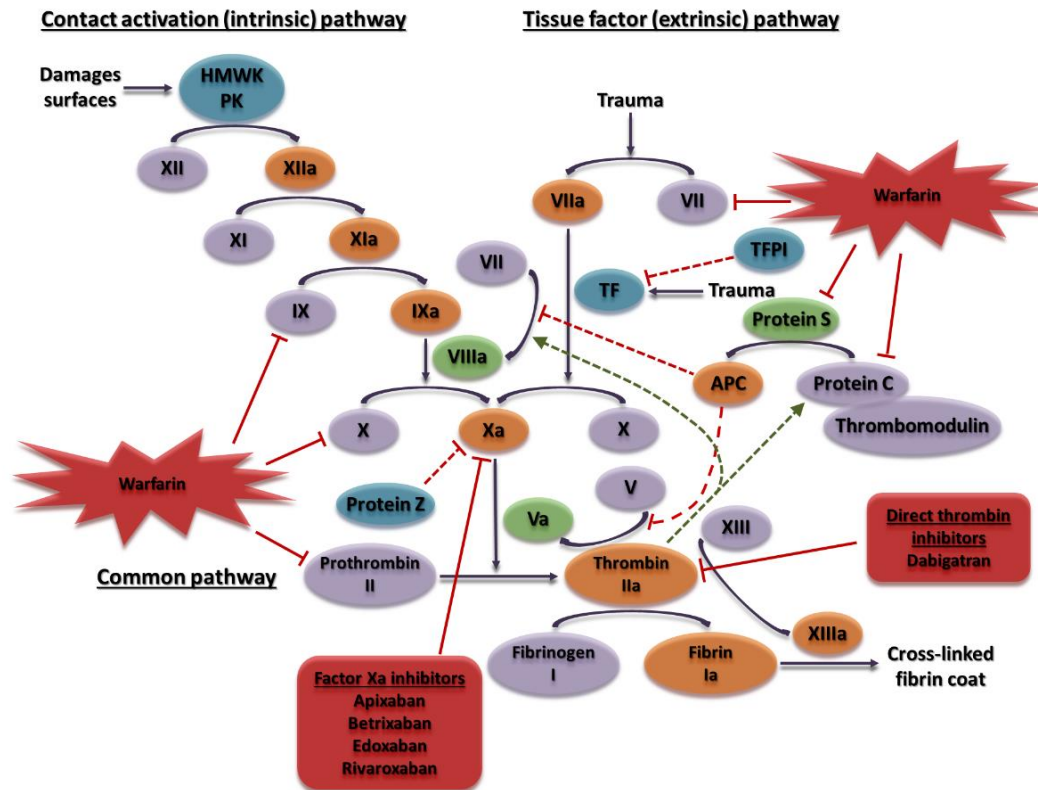 Contact activation (intrinsic) pathway
Tissue factor (extrinsic) pathway
Damages
surfaces
HMWK
PK
Trauma
XII
XIIa
VIIa
VII
Warfarin
XI
XIa
VII
TFPI
TF
Trauma
IX
IXa
Protein S
VIIIa
APC
Protein C
Thrombomodulin
X
Xa
X
Warfarin
Protein Z
V
Va
XIII
Direct thrombin
inhibitors
Dabigatran
Common pathway
Prothrombin
II
Thrombin
IIa
XIIIa
Fibrinogen
I
Fibrin
Ia
Cross-linked
fibrin coat
Factor Xa inhibitors
Apixaban
Betrixaban
Edoxaban
Rivaroxaban